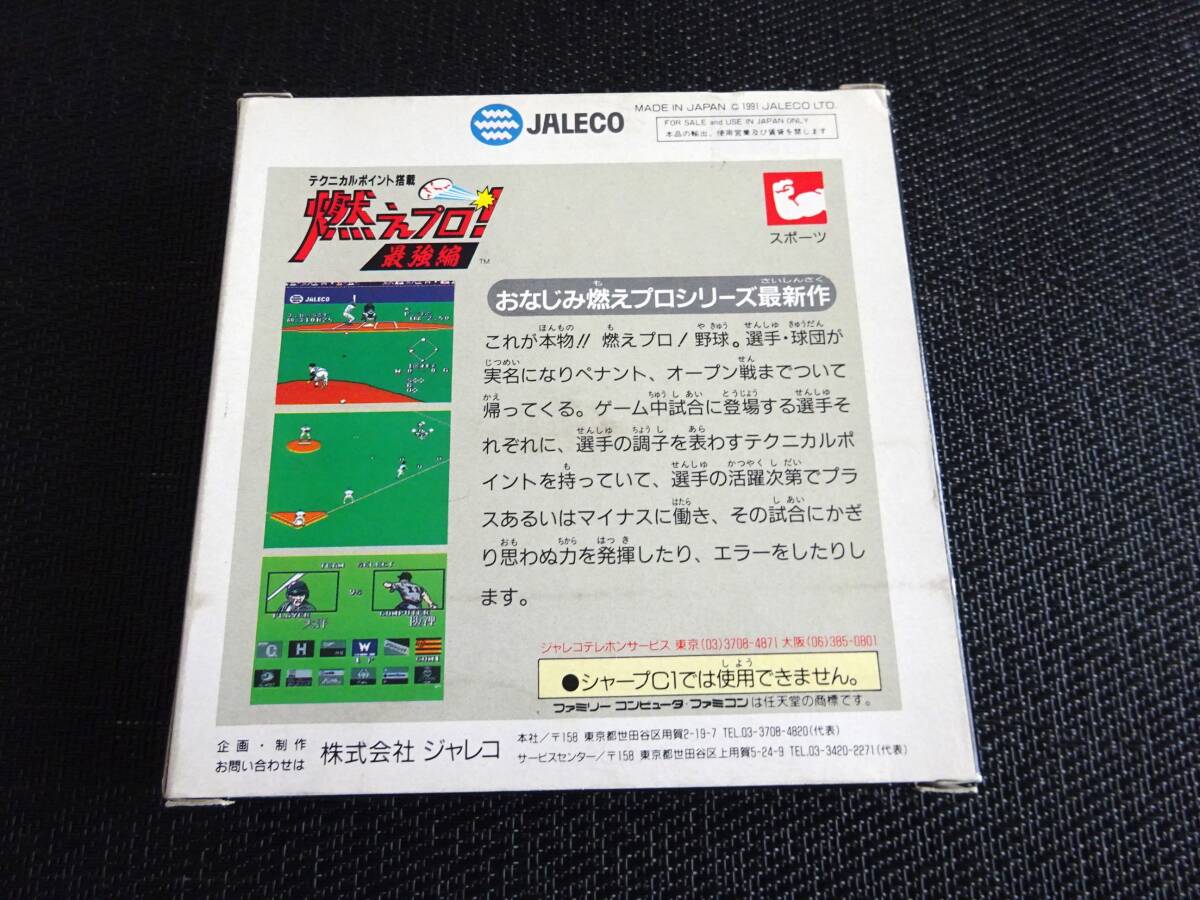 JALECO
MADE IN JAPAN © 1991 JALECO LTD.
FOR SALE and USE IN JAPAN ONLY
本品の輸出、使用営業及び賃貸を禁じます
テクニカルポイント搭載
燃えプロ!
最強編
TM
スポーツ
おなじみ燃えプロシリーズ最新作
これが本物!! 燃えプロ! 野球。選手・球団が
実名になりペナント、オープン戦までついて
帰ってくる。ゲーム中試合に登場する選手そ
れぞれに、選手の調子を表わすテクニカルポ
イントを持っていて、選手の活躍次第でプラ
スあるいはマイナスに働き、その試合にかぎ
り思わぬ力を発揮したり、エラーをしたりし
ます。
JALECO
TEAM SELECT
VS
PLAYER
COMPUTER
阪神
G H W
ジャレコテレホンサービス 東京(03)3708-4871 大阪(06)385-0801
●シャープC1では使用できません。
ファミリー コンピュータ・ファミコン は任天堂の商標です。
企画・制作
お問い合わせは
株式会社 ジャレコ
本社/〒158 東京都世田谷区用賀2-19-7 TEL.03-3708-4820(代表)
サービスセンター/〒158 東京都世田谷区上用賀5-24-9 TEL.03-3420-2271(代表)